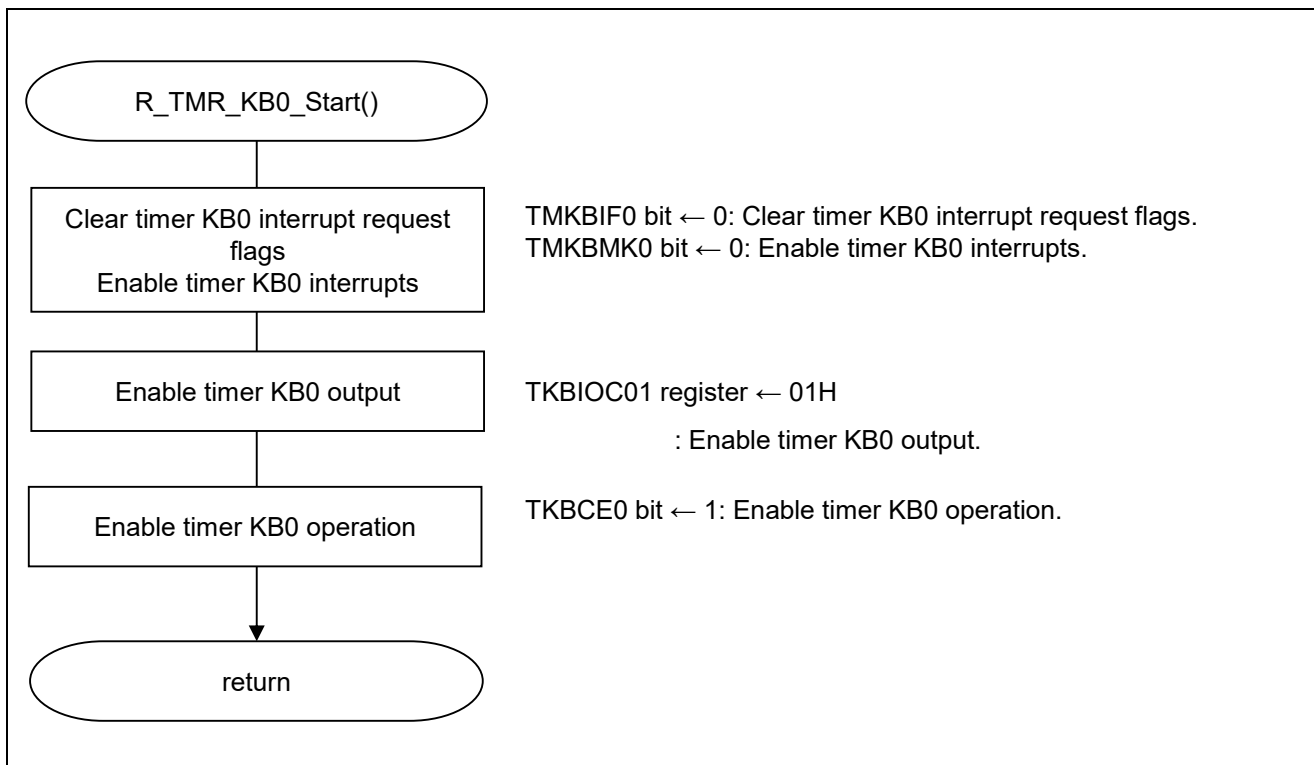 R_TMR_KB0_Start()
Clear timer KB0 interrupt request
flags
Enable timer KB0 interrupts
TMKBIF0 bit ← 0: Clear timer KB0 interrupt request flags.
TMKBMK0 bit ← 0: Enable timer KB0 interrupts.
Enable timer KB0 output
TKBIOC01 register ← 01H
: Enable timer KB0 output.
Enable timer KB0 operation
TKBCE0 bit ← 1: Enable timer KB0 operation.
return